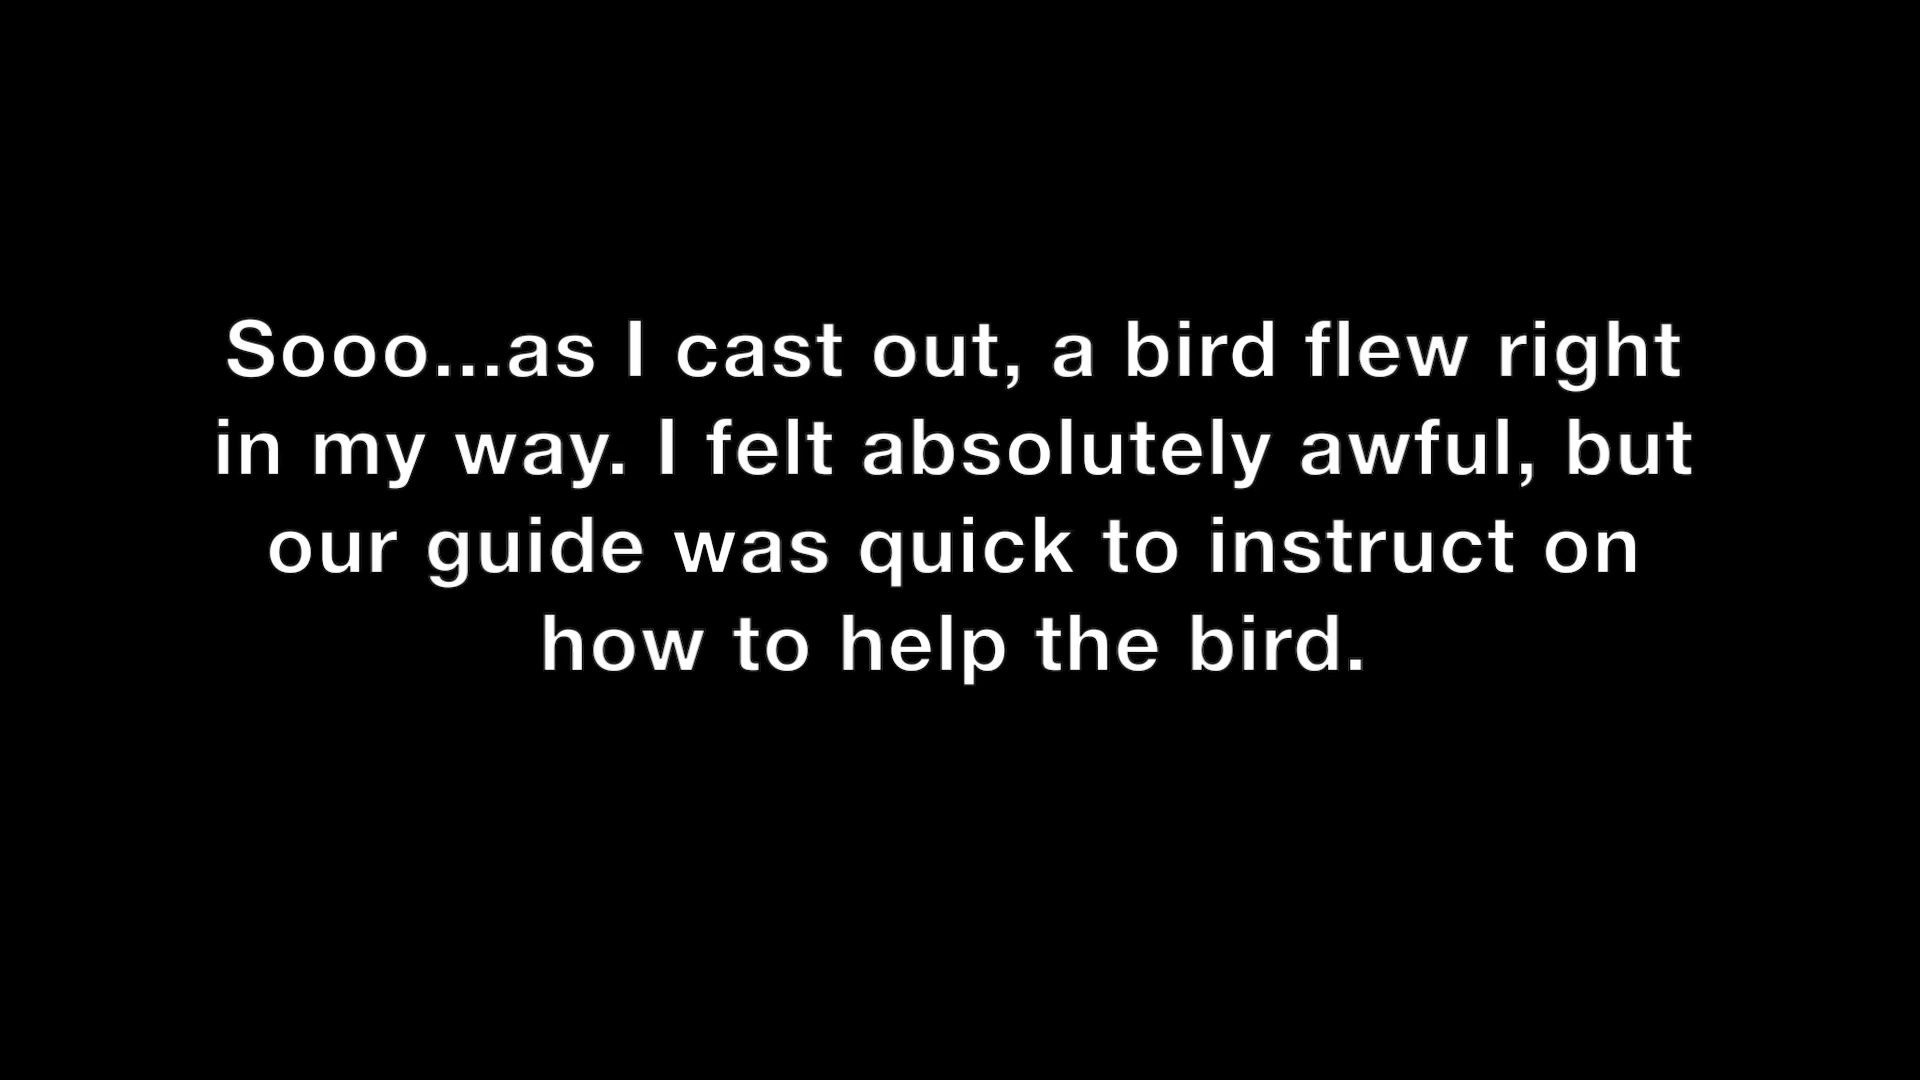 Sooo...as I cast out, a bird flew right
in my way. I felt absolutely awful, but
our guide was quick to instruct on
how to help the bird.